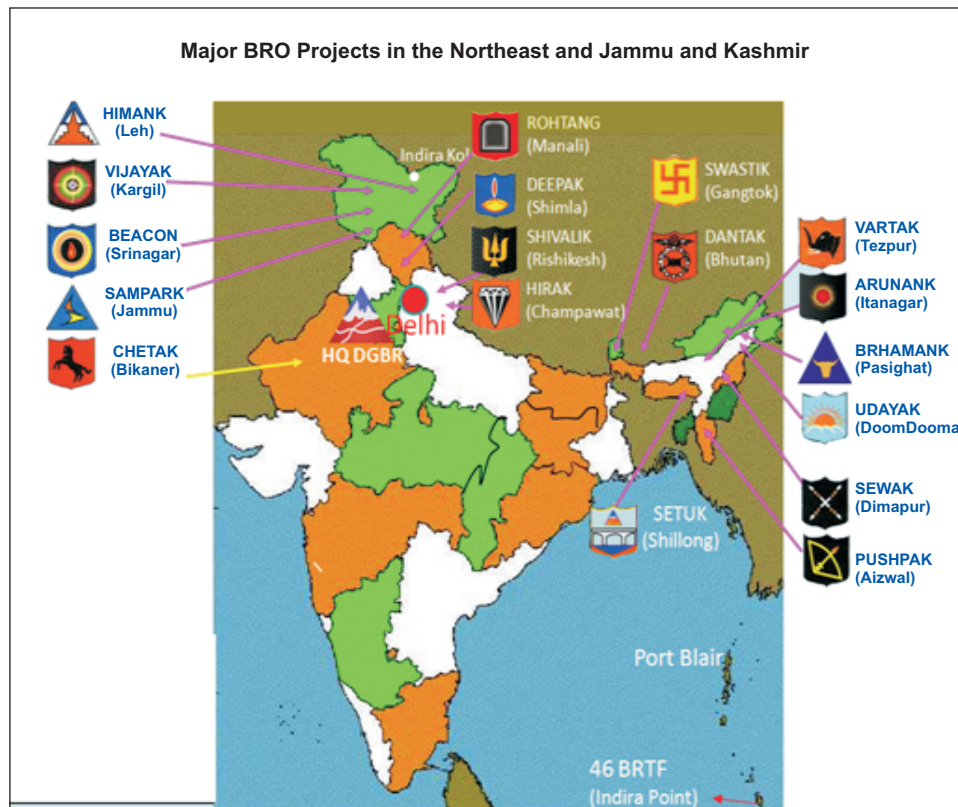 Major BRO Projects in the Northeast and Jammu and Kashmir
HIMANK
(Leh)
VIJAYAK
(Kargil)
BEACON
(Srinagar)
SAMPARK
(Jammu)
CHETAK
(Bikaner)
Indira Kol
ROHTANG
(Manali)
DEEPAK
(Shimla)
SHIVALIK
(Rishikesh)
HIRAK
(Champawat)
Delhi
HQ DGBR
SWASTIK
(Gangtok)
DANTAK
(Bhutan)
VARTAK
(Tezpur)
ARUNANK
(Itanagar)
BRHAMANK
(Pasighat)
UDAYAK
(DoomDooma)
SEWAK
(Dimapur)
PUSHPAK
(Aizwal)
SETUK
(Shillong)
Port Blair
46 BRTF
(Indira Point)